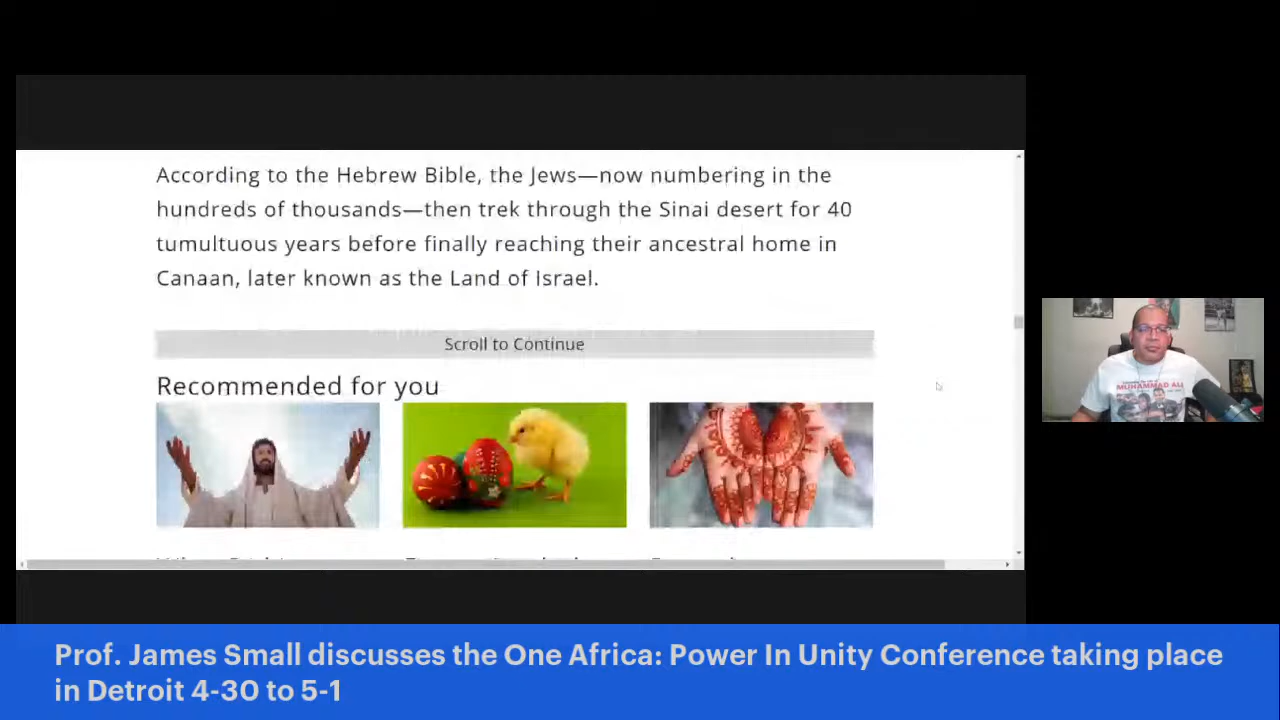 According to the Hebrew Bible, the Jews—now numbering in the
hundreds of thousands—then trek through the Sinai desert for 40
tumultuous years before finally reaching their ancestral home in
Canaan, later known as the Land of Israel.
Scroll to Continue
Recommended for you
MUHAMMAD ALI
Prof. James Small discusses the One Africa: Power In Unity Conference taking place
in Detroit 4-30 to 5-1